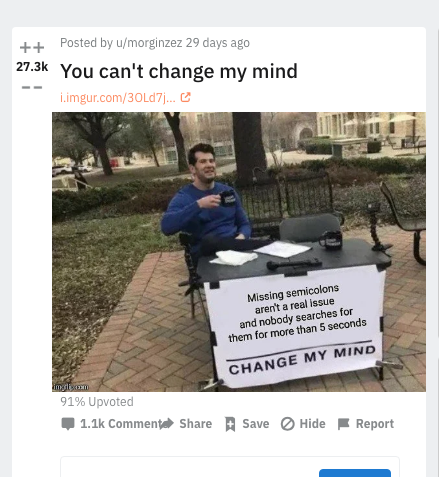 Posted by u/morginzez 29 days ago
++
27.3k
--
You can't change my mind
i.imgur.com/3OLd7j...
Missing semicolons
aren't a real issue
and nobody searches for
them for more than 5 seconds
CHANGE MY MIND
imgflip.com
91% Upvoted
1.1k Comment
Share
Save
Hide
Report